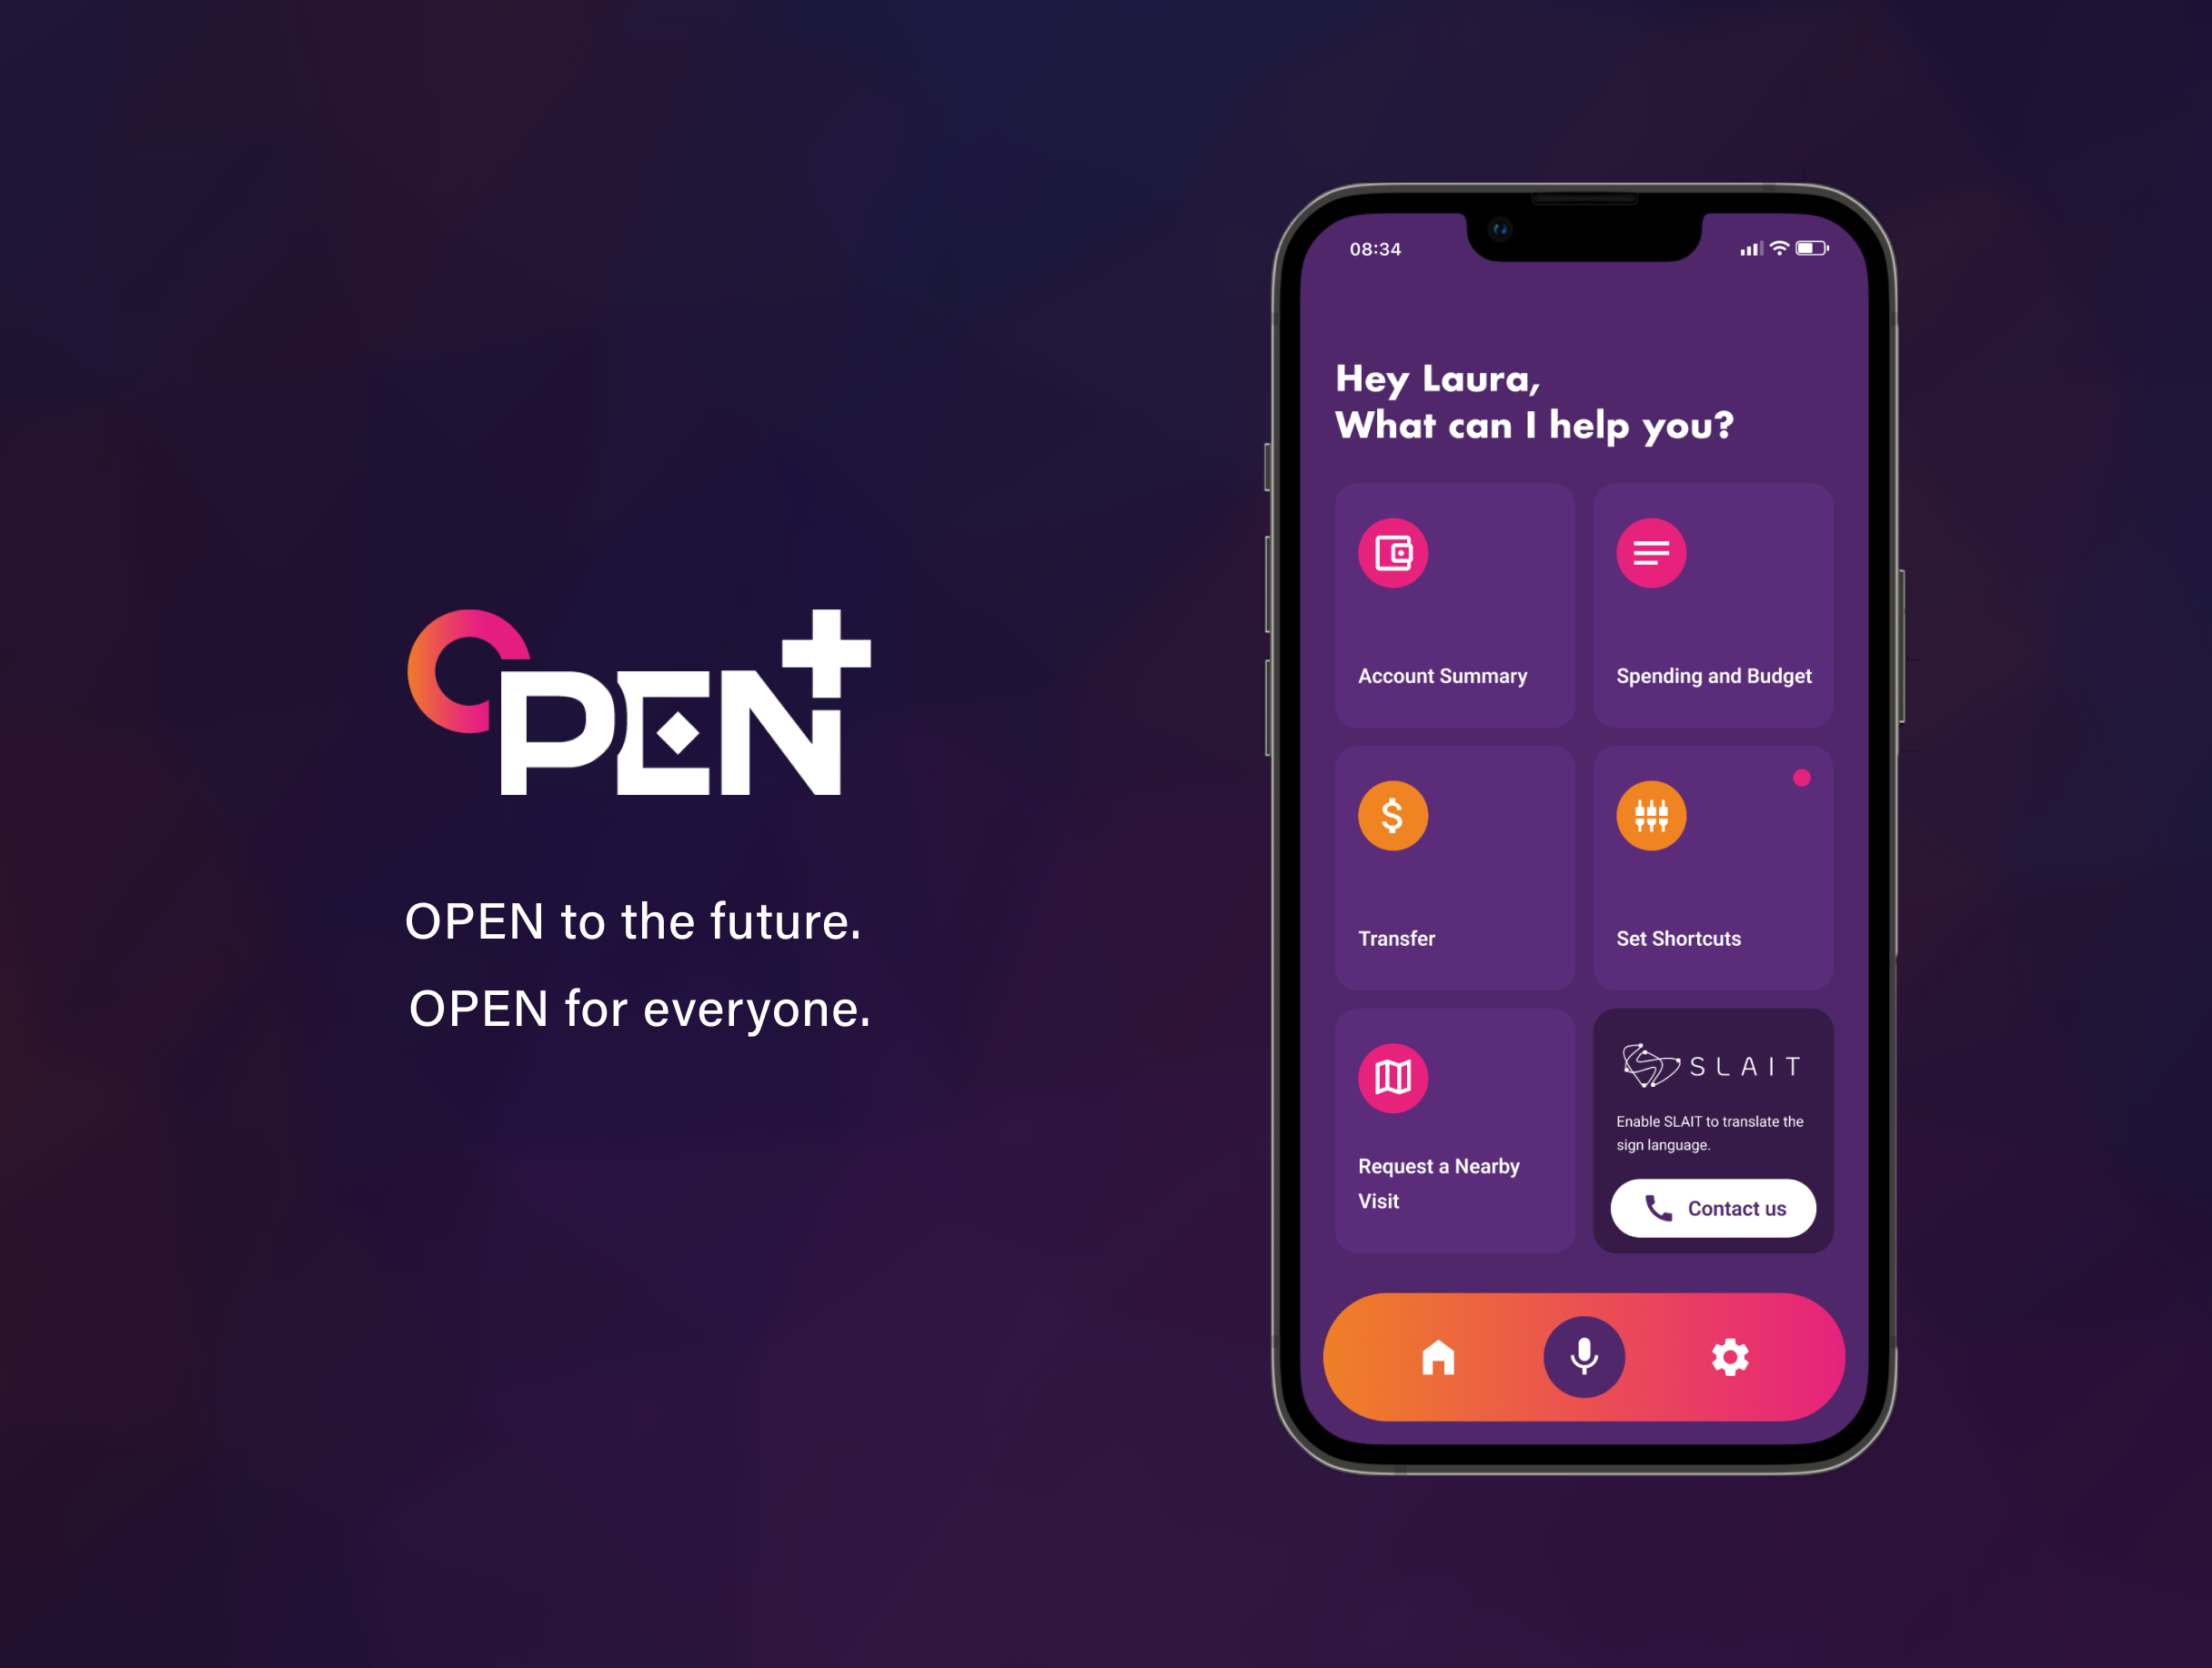 OPEN+
OPEN to the future.
OPEN for everyone.
08:34
Hey Laura,
What can I help you?
Account Summary
Spending and Budget
$
Transfer
Set Shortcuts
Request a Nearby
Visit
SLAIT
Enable SLAIT to translate the
sign language.
Contact us